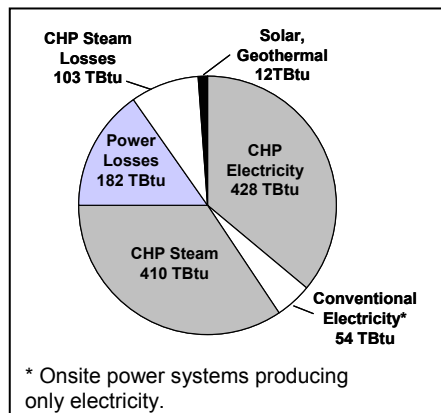 CHP Steam
Losses
103 TBtu
Solar,
Geothermal
12TBtu
Power
Losses
182 TBtu
CHP
Electricity
428 TBtu
CHP Steam
410 TBtu
Conventional
Electricity*
54 TBtu
* Onsite power systems producing
only electricity.